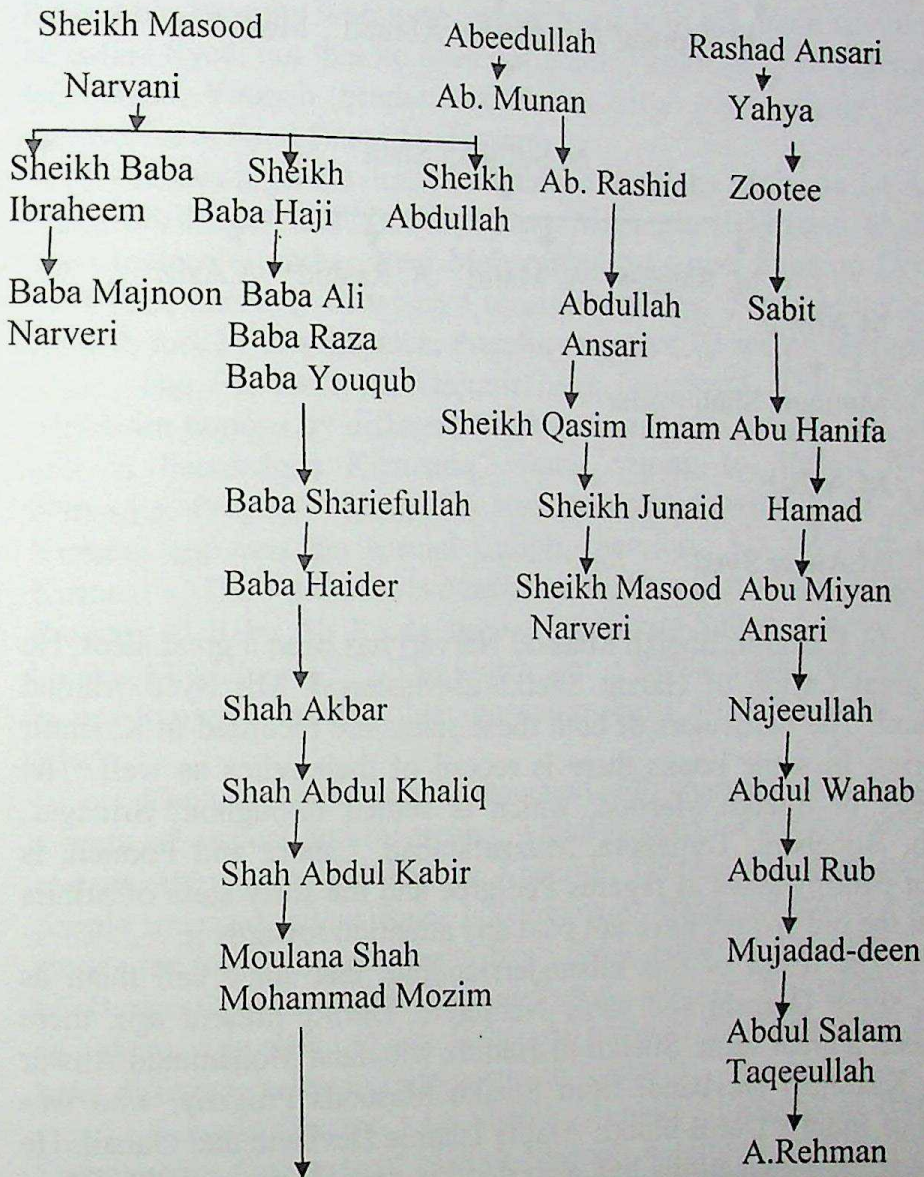 Sheikh Masood
Narvani
Sheikh Baba
Ibraheem
Baba Majnoon
Narveri
Sheikh
Baba Haji
Baba Ali
Baba Raza
Baba Youqub
Baba Shariefullah
Baba Haider
Shah Akbar
Shah Abdul Khaliq
Shah Abdul Kabir
Moulana Shah
Mohammad Mozim
Sheikh
Abdullah
Abeedullah
Ab. Munan
Ab. Rashid
Abdullah
Ansari
Sheikh Qasim
Sheikh Junaid
Sheikh Masood
Narveri
Rashad Ansari
Yahya
Zootee
Sabit
Imam Abu Hanifa
Hamad
Abu Miyan
Ansari
Najeeullah
Abdul Wahab
Abdul Rub
Mujadad-deen
Abdul Salam
Taqeeullah
A.Rehman